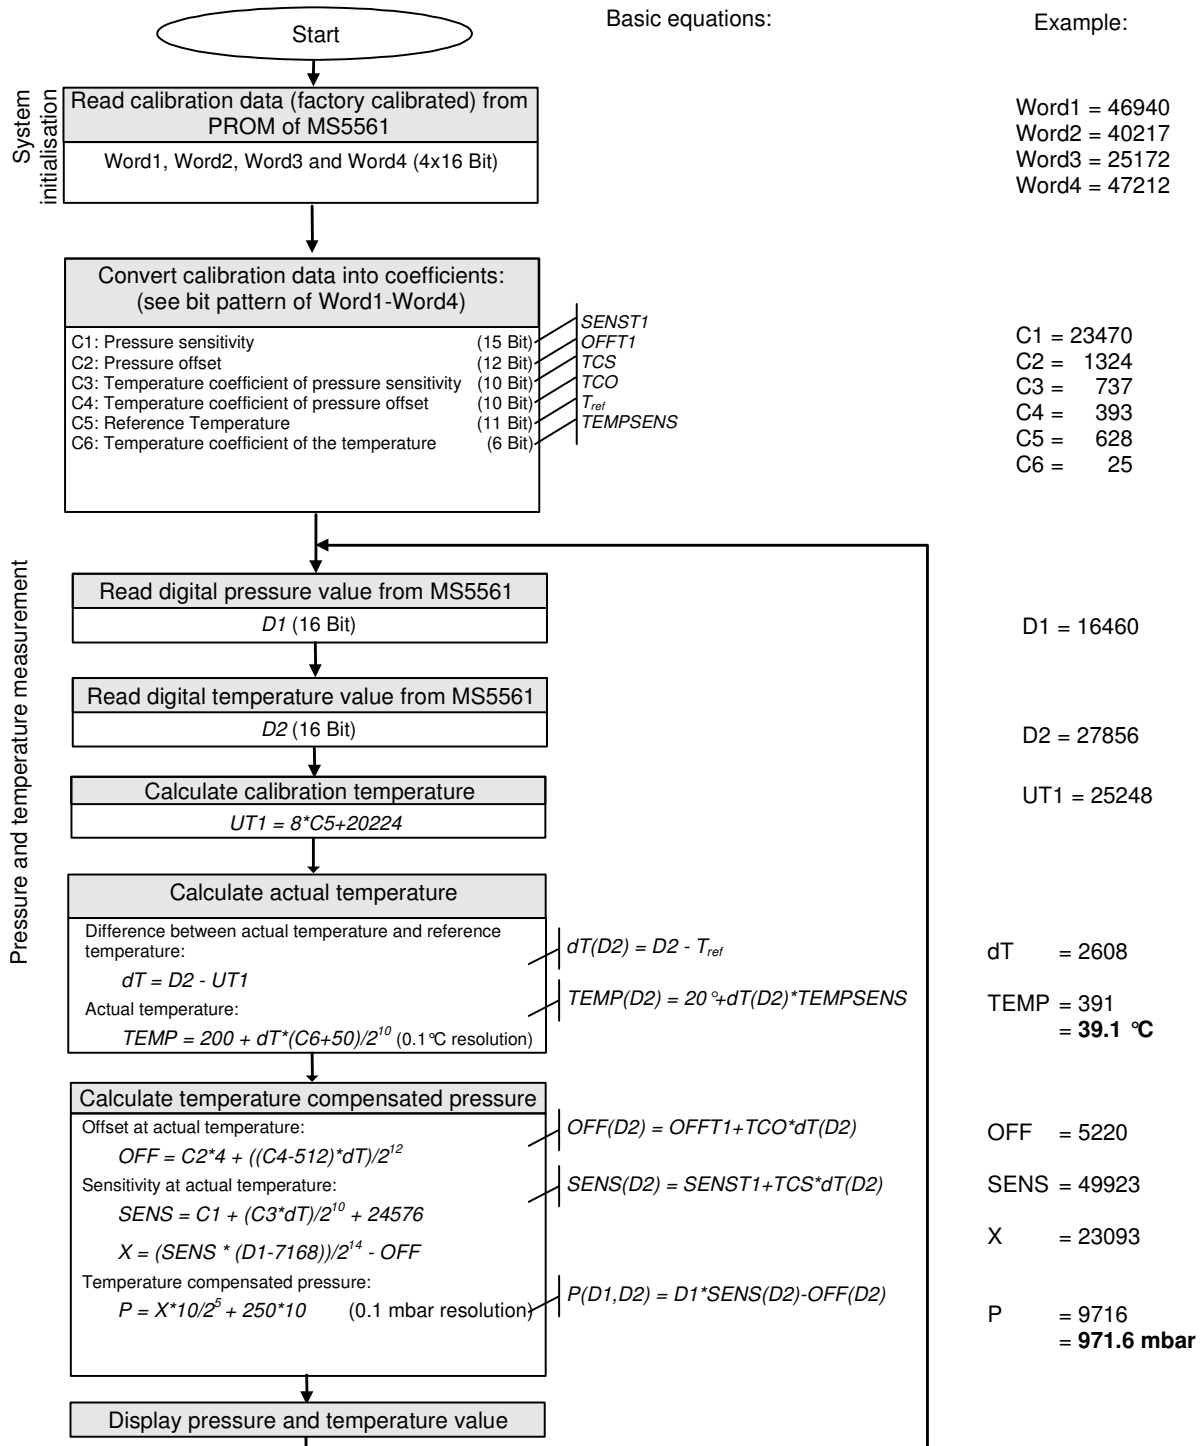 Start
Basic equations:
Example:
System
initialisation
Read calibration data (factory calibrated) from
PROM of MS5561
Word1, Word2, Word3 and Word4 (4x16 Bit)
Word1 = 46940
Word2 = 40217
Word3 = 25172
Word4 = 47212
Convert calibration data into coefficients:
(see bit pattern of Word1-Word4)
C1: Pressure sensitivity (15 Bit) SENST1
C2: Pressure offset (12 Bit) OFFT1
C3: Temperature coefficient of pressure sensitivity (10 Bit) TCS
C4: Temperature coefficient of pressure offset (10 Bit) TCO
C5: Reference Temperature (11 Bit) Tref
C6: Temperature coefficient of the temperature (6 Bit) TEMPSENS
C1 = 23470
C2 = 1324
C3 = 737
C4 = 393
C5 = 628
C6 = 25
Pressure and temperature measurement
Read digital pressure value from MS5561
D1 (16 Bit)
D1 = 16460
Read digital temperature value from MS5561
D2 (16 Bit)
D2 = 27856
Calculate calibration temperature
UT1 = 8*C5+20224
UT1 = 25248
Calculate actual temperature
Difference between actual temperature and reference
temperature:
dT = D2 - UT1
dT(D2) = D2 - Tref
dT = 2608
Actual temperature:
TEMP = 200 + dT*(C6+50)/2^10 (0.1°C resolution)
TEMP(D2) = 20°+dT(D2)*TEMPSENS
TEMP = 391
= 39.1 °C
Calculate temperature compensated pressure
Offset at actual temperature:
OFF = C2*4 + ((C4-512)*dT)/2^12
OFF(D2) = OFFT1+TCO*dT(D2)
OFF = 5220
Sensitivity at actual temperature:
SENS = C1 + (C3*dT)/2^10 + 24576
SENS(D2) = SENST1+TCS*dT(D2)
SENS = 49923
X = (SENS * (D1-7168))/2^14 - OFF
X = 23093
Temperature compensated pressure:
P = X*10/2^5 + 250*10 (0.1 mbar resolution)
P(D1,D2) = D1*SENS(D2)-OFF(D2)
P = 9716
= 971.6 mbar
Display pressure and temperature value